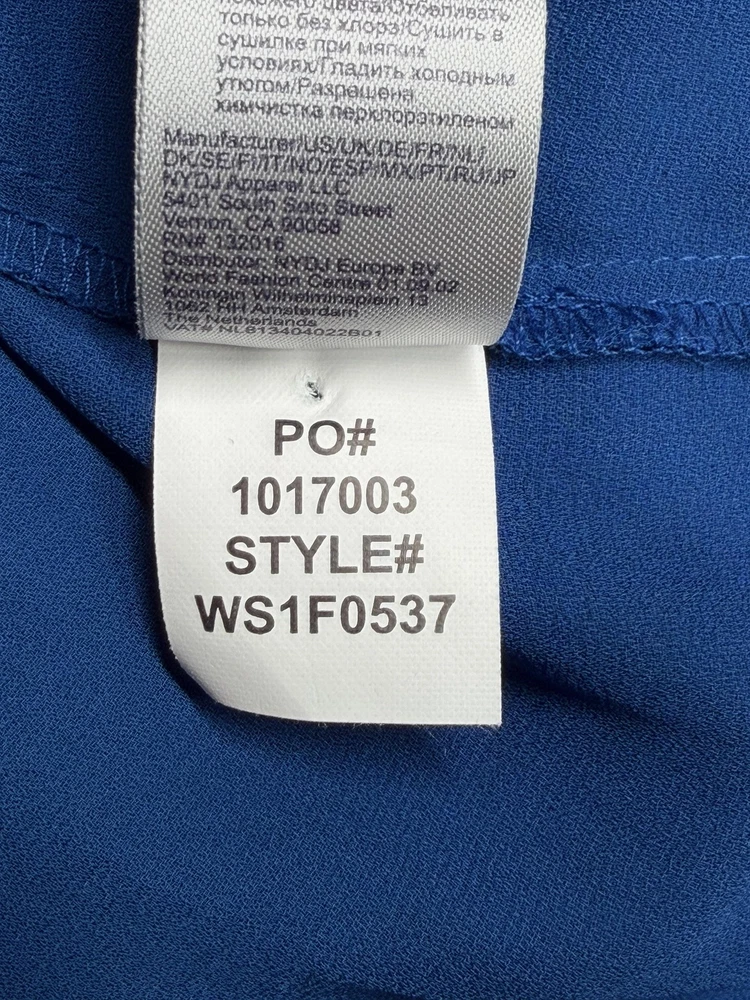 похожего цвета/Отбеливать
только без хлора/Сушить в
сушилке при мягких
условиях/Гладить холодным
утюгом/Разрешена
химчистка перхлорэтиленом
Manufacturer/US/UK/DE/FR/NL/
DK/SE/FI/IT/NO/ESP/MX/PT/RU/JP
NYDJ Apparel LLC
5401 South Soto Street
Vernon, CA 90058
RN# 132016
Distributor: NYDJ Europe BV
World Fashion Centre 01.09.02
Koningin Wilhelminaplein 13
1062 HH Amsterdam
The Netherlands
VAT# NL813404022B01
PO#
1017003
STYLE#
WS1F0537